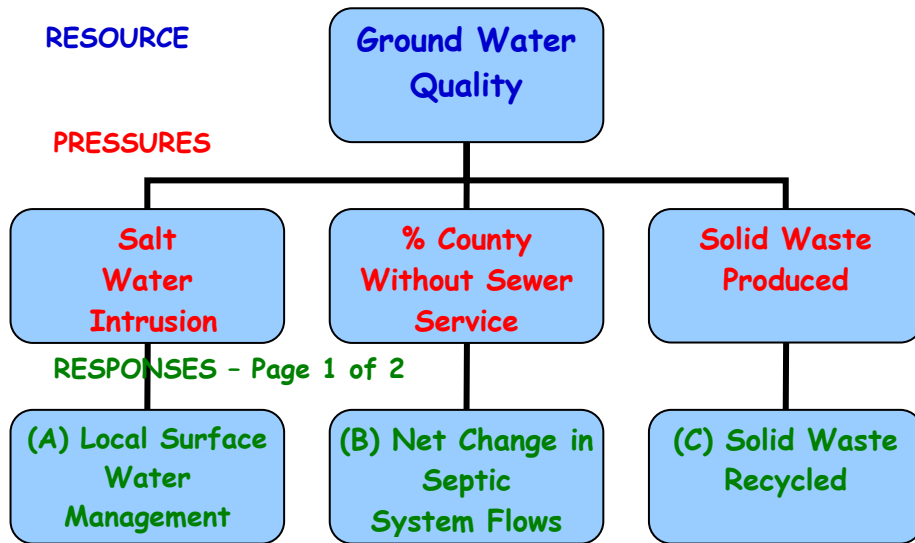 RESOURCE
Ground Water
Quality
PRESSURES
Salt
Water
Intrusion
% County
Without Sewer
Service
Solid Waste
Produced
RESPONSES – Page 1 of 2
(A) Local Surface
Water
Management
(B) Net Change in
Septic
System Flows
(C) Solid Waste
Recycled